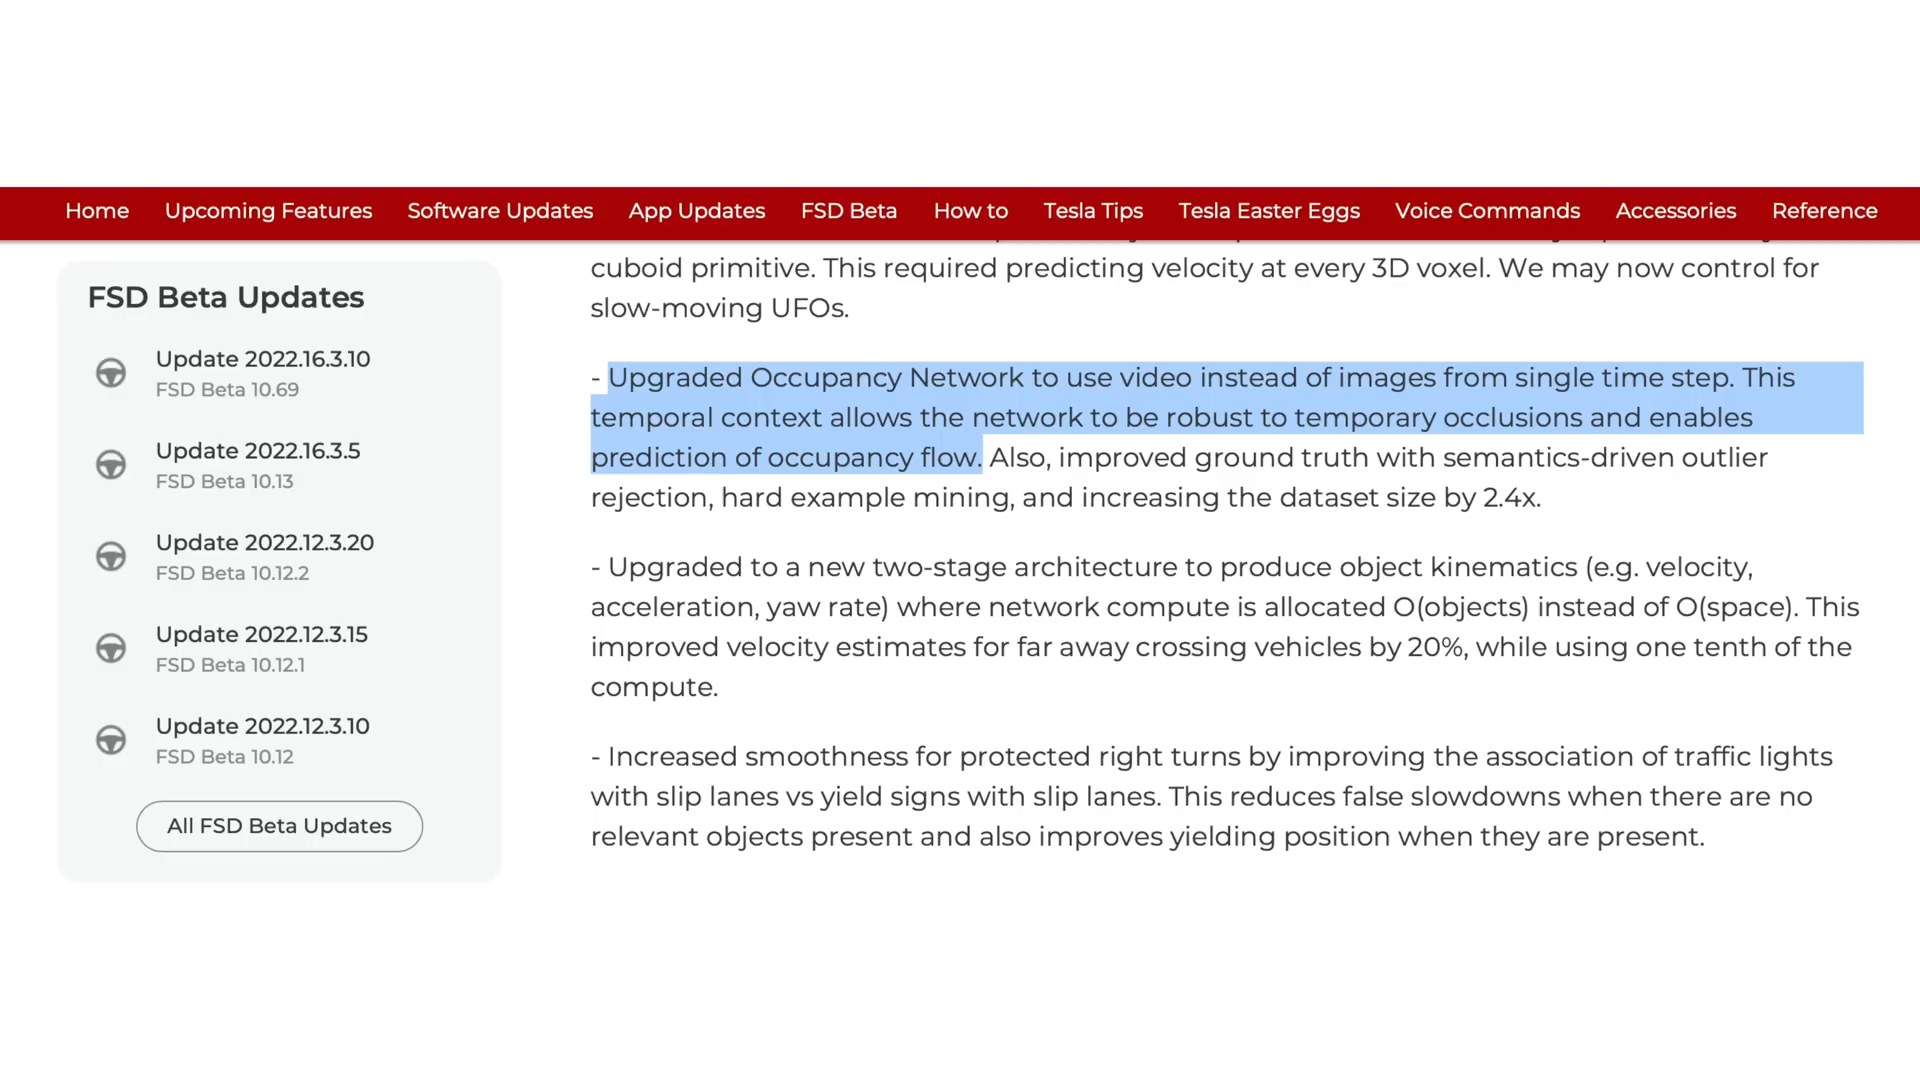 Home Upcoming Features Software Updates App Updates FSD Beta How to Tesla Tips Tesla Easter Eggs Voice Commands Accessories Reference
FSD Beta Updates
Update 2022.16.3.10
FSD Beta 10.69
Update 2022.16.3.5
FSD Beta 10.13
Update 2022.12.3.20
FSD Beta 10.12.2
Update 2022.12.3.15
FSD Beta 10.12.1
Update 2022.12.3.10
FSD Beta 10.12
All FSD Beta Updates
cuboid primitive. This required predicting velocity at every 3D voxel. We may now control for
slow-moving UFOs.
- Upgraded Occupancy Network to use video instead of images from single time step. This
temporal context allows the network to be robust to temporary occlusions and enables
prediction of occupancy flow. Also, improved ground truth with semantics-driven outlier
rejection, hard example mining, and increasing the dataset size by 2.4x.
- Upgraded to a new two-stage architecture to produce object kinematics (e.g. velocity,
acceleration, yaw rate) where network compute is allocated O(objects) instead of O(space). This
improved velocity estimates for far away crossing vehicles by 20%, while using one tenth of the
compute.
- Increased smoothness for protected right turns by improving the association of traffic lights
with slip lanes vs yield signs with slip lanes. This reduces false slowdowns when there are no
relevant objects present and also improves yielding position when they are present.